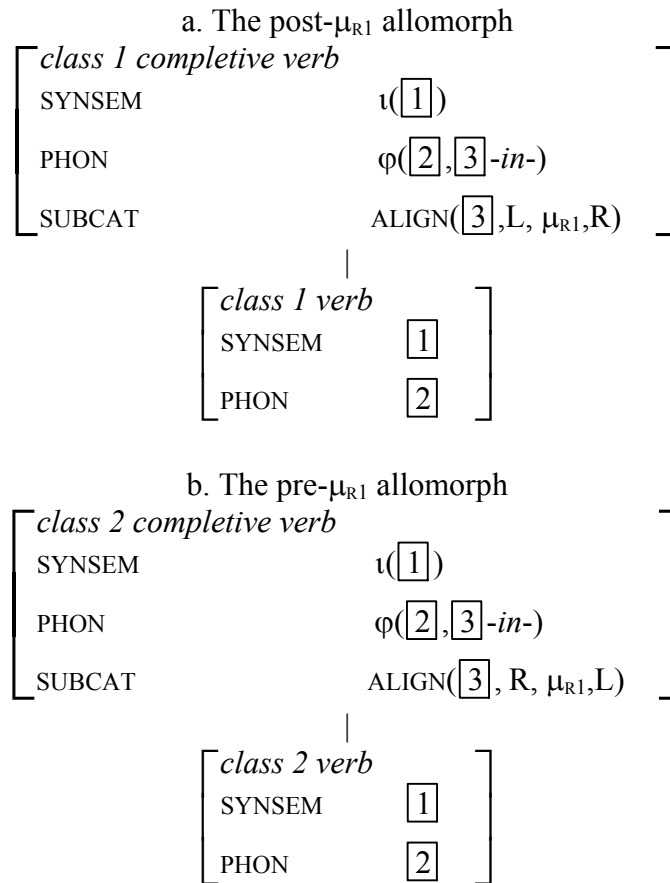 a. The post-μR1 allomorph
class 1 completive verb
SYNSEM ι(1)
PHON φ(2,3-in-)
SUBCAT ALIGN(3,L, μR1,R)
class 1 verb
SYNSEM 1
PHON 2
b. The pre-μR1 allomorph
class 2 completive verb
SYNSEM ι(1)
PHON φ(2,3-in-)
SUBCAT ALIGN(3, R, μR1,L)
class 2 verb
SYNSEM 1
PHON 2